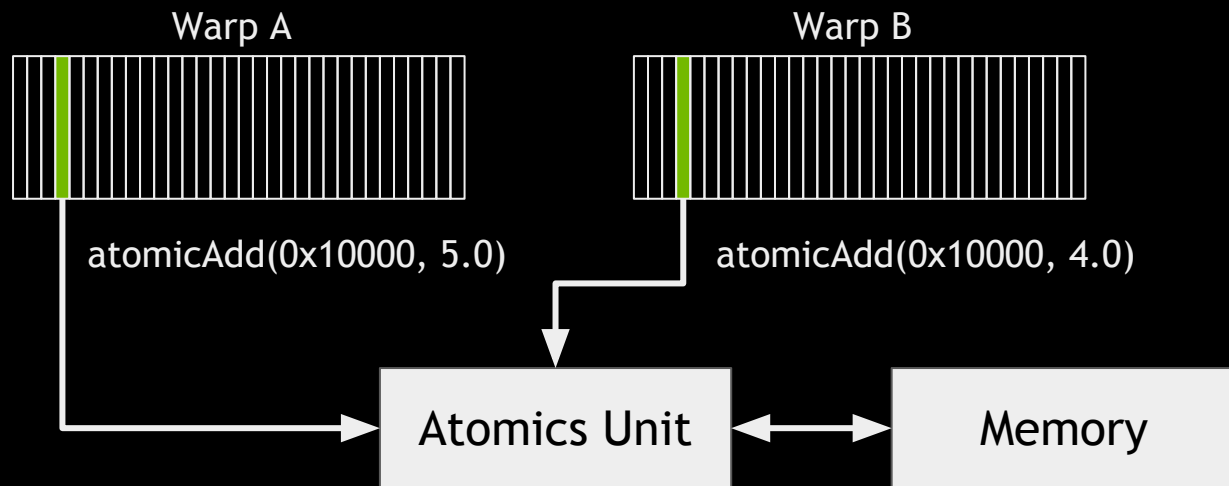 Warp A
Warp B
atomicAdd(0x10000, 5.0)
atomicAdd(0x10000, 4.0)
Atomics Unit
Memory